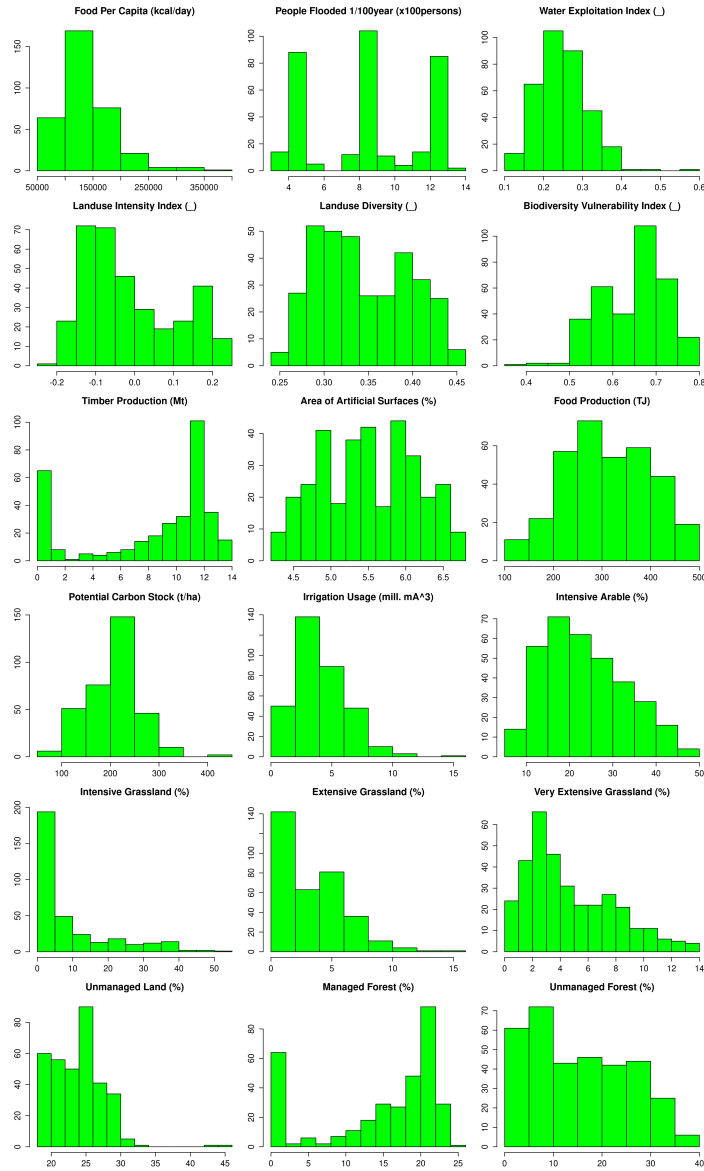 Food Per Capita (kcal/day)
0 50 100 150
50000 150000 250000 350000
People Flooded 1/100year (x100persons)
0 20 40 60 80 100
4 6 8 10 12 14
Water Exploitation Index (_)
0 20 40 60 80 100
0.1 0.2 0.3 0.4 0.5 0.6
Landuse Intensity Index (_)
0 10 20 30 40 50 60 70
-0.2 -0.1 0.0 0.1 0.2
Landuse Diversity (_)
0 10 20 30 40 50
0.25 0.30 0.35 0.40 0.45
Biodiversity Vulnerability Index (_)
0 20 40 60 80 100
0.4 0.5 0.6 0.7 0.8
Timber Production (Mt)
0 20 40 60 80 100
0 2 4 6 8 10 12 14
Area of Artificial Surfaces (%)
0 10 20 30 40
4.5 5.0 5.5 6.0 6.5
Food Production (TJ)
0 20 40 60
100 200 300 400 500
Potential Carbon Stock (t/ha)
0 50 100 150
100 200 300 400
Irrigation Usage (mill. mA^3)
0 20 40 60 80 100 140
0 5 10 15
Intensive Arable (%)
0 10 20 30 40 50 60 70
10 20 30 40 50
Intensive Grassland (%)
0 50 100 150 200
0 10 20 30 40 50
Extensive Grassland (%)
0 20 40 60 80 100 140
0 5 10 15
Very Extensive Grassland (%)
0 10 20 30 40 50 60
0 2 4 6 8 10 12 14
Unmanaged Land (%)
0 20 40 60 80
20 25 30 35 40 45
Managed Forest (%)
0 20 40 60 80
0 5 10 15 20 25
Unmanaged Forest (%)
0 10 20 30 40 50 60 70
0 10 20 30 40